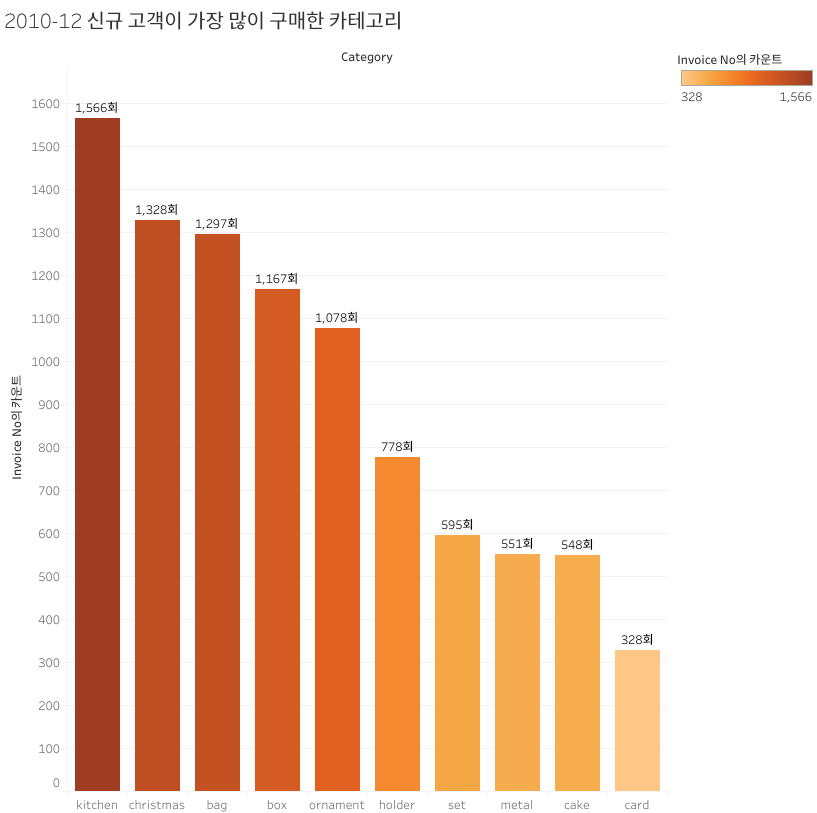 2010-12 신규 고객이 가장 많이 구매한 카테고리
Category
Invoice No의 카운트
328 1,566
Invoice No의 카운트
1600
1500
1400
1300
1200
1100
1000
900
800
700
600
500
400
300
200
100
0
1,566회
1,328회
1,297회
1,167회
1,078회
778회
595회
551회
548회
328회
kitchen christmas bag box ornament holder set metal cake card